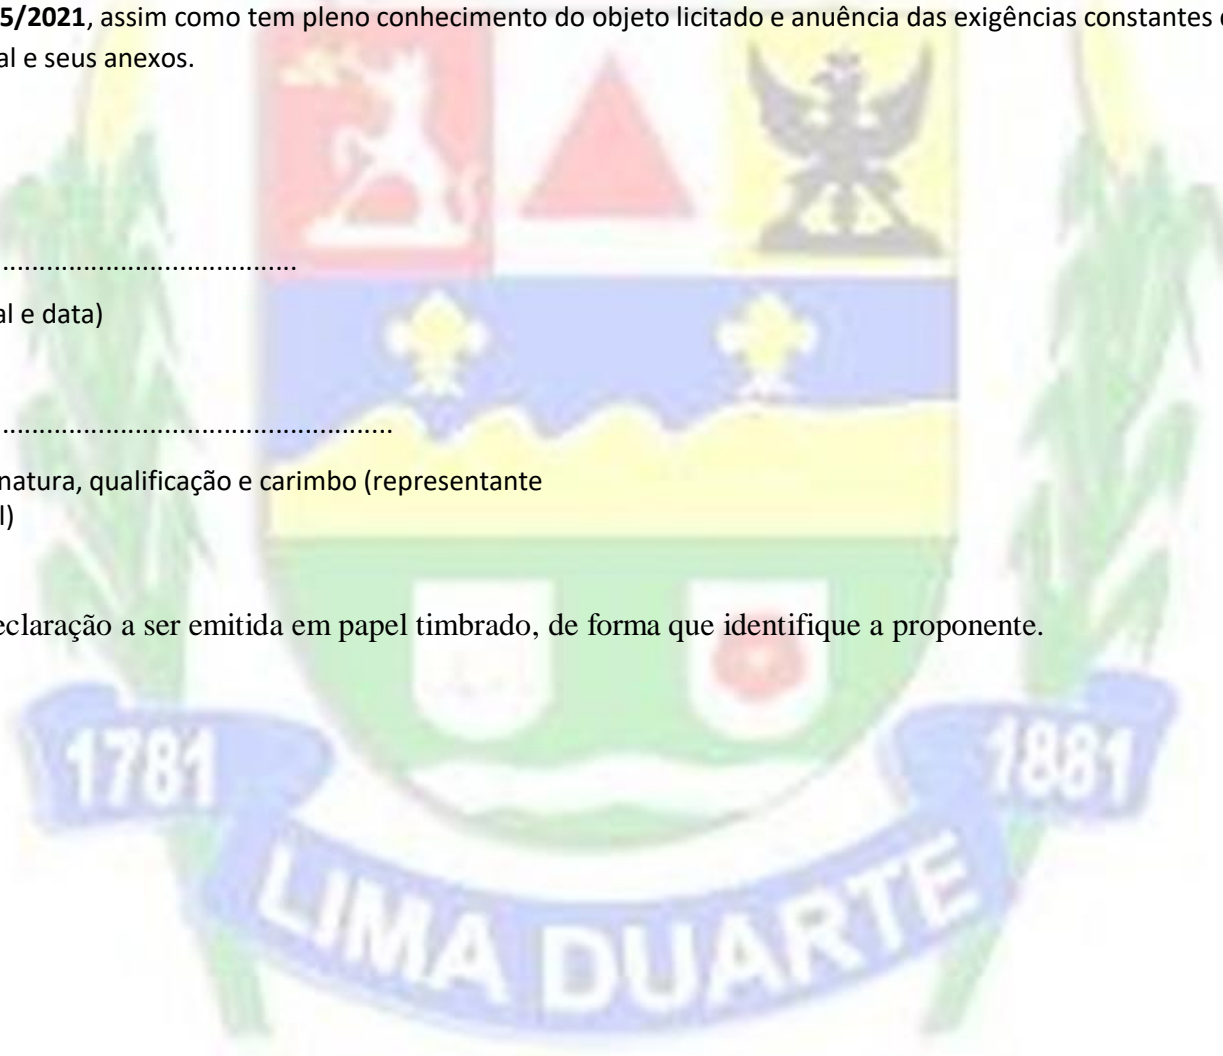 5/2021, assim como tem pleno conhecimento do objeto licitado e anuência das exigências constantes
al e seus anexos.
.......................................
al e data)
....................................................
natura, qualificação e carimbo (representante
l)
eclaração a ser emitida em papel timbrado, de forma que identifique a proponente.
1781
1881
LIMA DUARTE